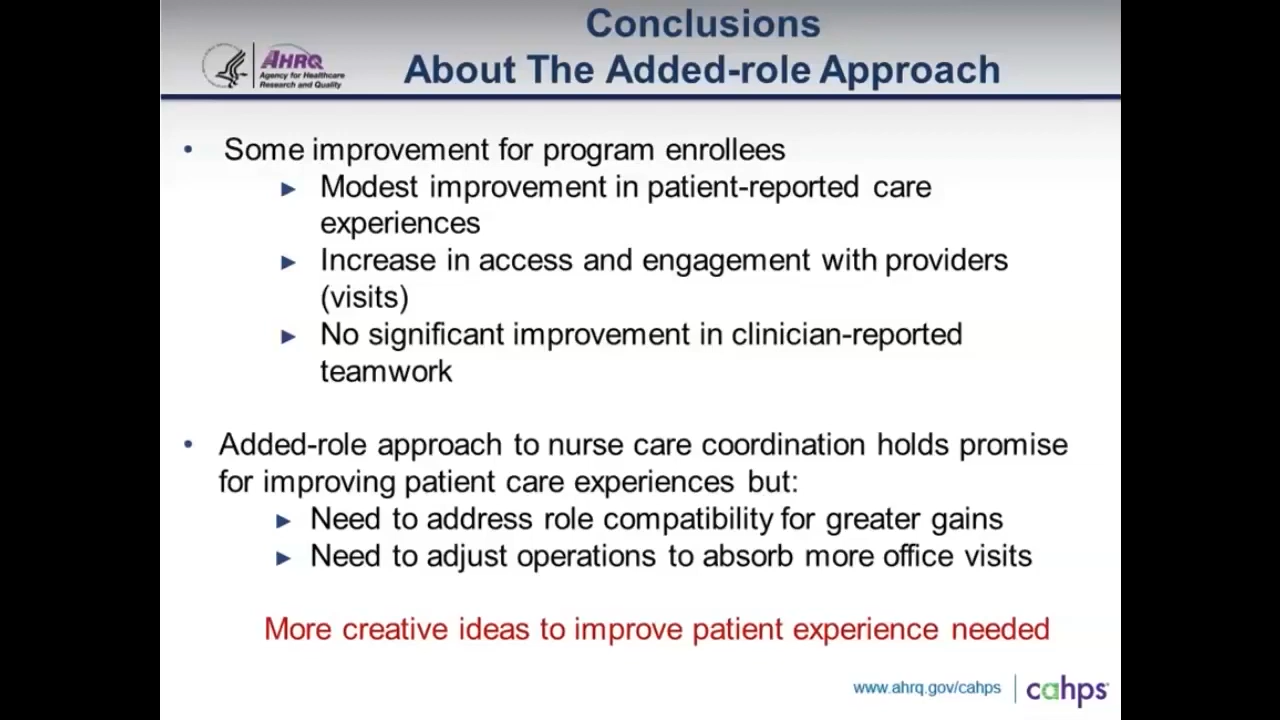 Conclusions
About The Added-role Approach
AHRQ
Agency for Healthcare
Research and Quality
• Some improvement for program enrollees
► Modest improvement in patient-reported care
experiences
► Increase in access and engagement with providers
(visits)
► No significant improvement in clinician-reported
teamwork
• Added-role approach to nurse care coordination holds promise
for improving patient care experiences but:
► Need to address role compatibility for greater gains
► Need to adjust operations to absorb more office visits
More creative ideas to improve patient experience needed
www.ahrq.gov/cahps
cahps